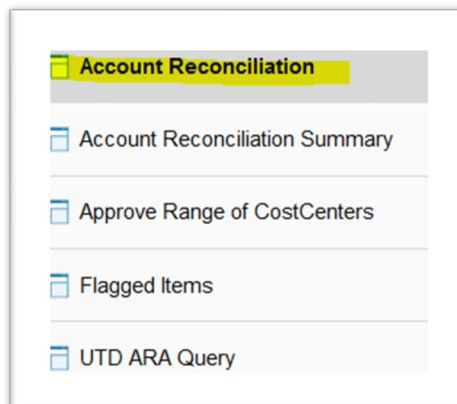 Account Reconciliation
Account Reconciliation Summary
Approve Range of CostCenters
Flagged Items
UTD ARA Query